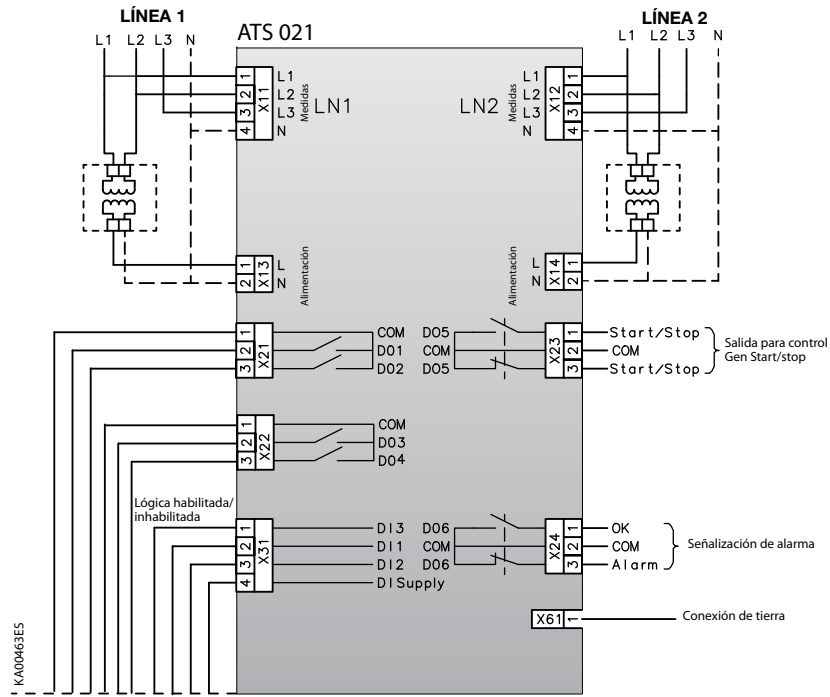 LÍNEA 1
L1 L2 L3 N
ATS 021
LÍNEA 2
L1 L2 L3 N
1 L1
2 L2
3 L3
4 N
X11
Medidas
LN1
LN2
Medidas
L1 1
L2 2
L3 3
N 4
X12
1 L
2 N
X13
Alimentación
Alimentación
L 1
N 2
X14
1 COM
2 DO1
3 DO2
X21
DO5 1 Start/Stop
COM 2 COM
DO5 3 Start/Stop
X23
Salida para control
Gen Start/stop
1 COM
2 DO3
3 DO4
X22
Lógica habilitada/
inhabilitada
1 DI3
2 DI1
3 DI2
4 DISupply
X31
DO6 1 OK
COM 2 COM
DO6 3 Alarm
X24
Señalización de alarma
X61 1
Conexión de tierra
KA00463ES